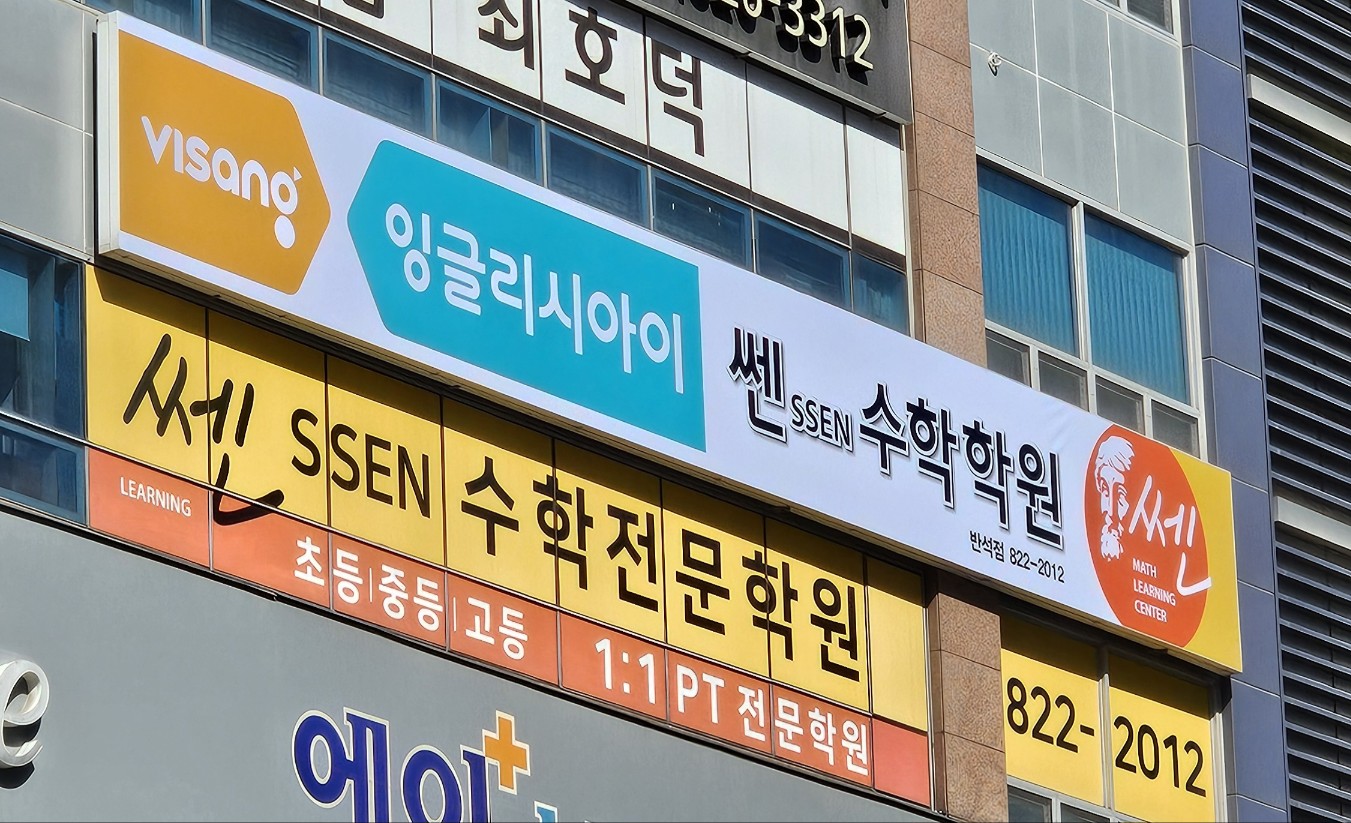 최호덕
3312
visang
잉글리시아이
쎈 SSEN 수학학원
반석점 822-2012
쎈
MATH
LEARNING
CENTER
쎈 SSEN 수학전문학원
LEARNING
초등|중등|고등 1:1 PT 전문학원
822-2012
e